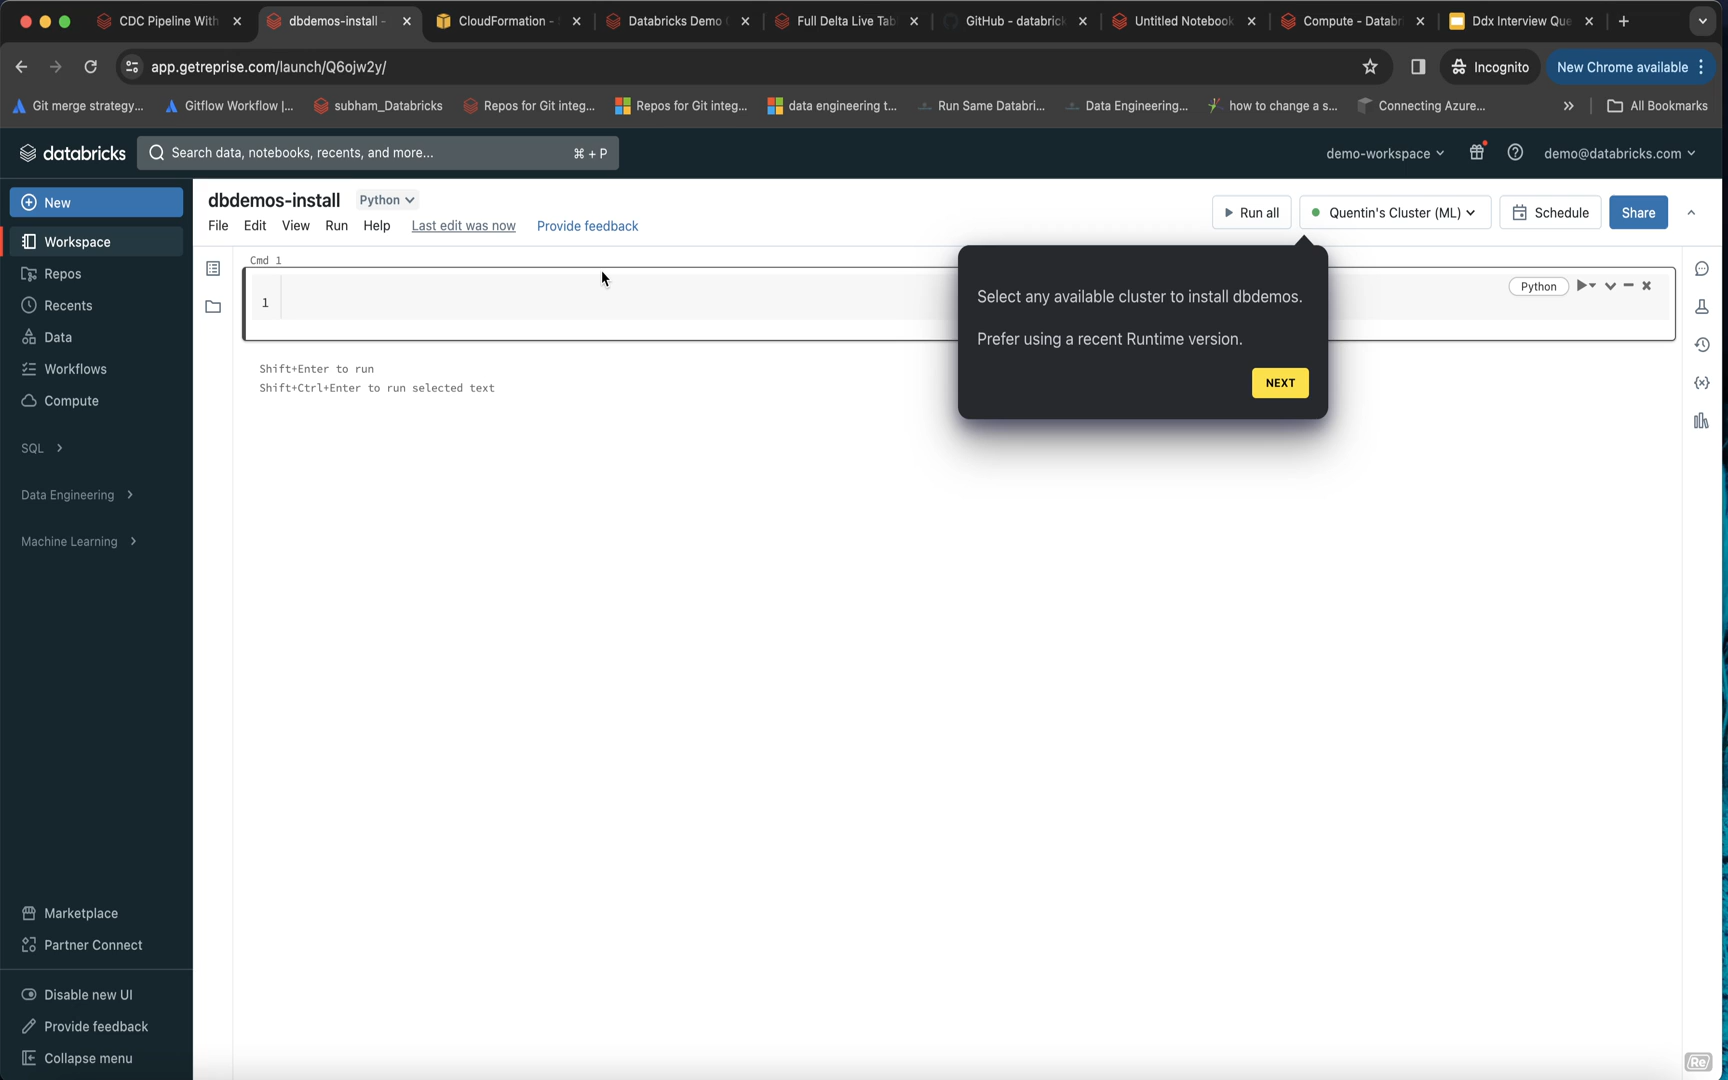 CDC Pipeline With
dbdemos-install -
CloudFormation -
Databricks Demo
Full Delta Live Tab
GitHub - databrick
Untitled Notebook
Compute - Databr
Ddx Interview Que
app.getreprise.com/launch/Q6ojw2y/
Incognito
New Chrome available
Git merge strategy...
Gitflow Workflow |...
subham_Databricks
Repos for Git integ...
Repos for Git integ...
data engineering t...
Run Same Databri...
Data Engineering...
how to change a s...
Connecting Azure...
All Bookmarks
databricks
Search data, notebooks, recents, and more...
⌘ + P
demo-workspace
demo@databricks.com
New
Workspace
Repos
Recents
Data
Workflows
Compute
SQL
Data Engineering
Machine Learning
Marketplace
Partner Connect
Disable new UI
Provide feedback
Collapse menu
dbdemos-install
Python
File Edit View Run Help Last edit was now Provide feedback
Run all
Quentin's Cluster (ML)
Schedule
Share
Cmd 1
1
Python
Shift+Enter to run
Shift+Ctrl+Enter to run selected text
Select any available cluster to install dbdemos.
Prefer using a recent Runtime version.
NEXT
{x}
/Re/